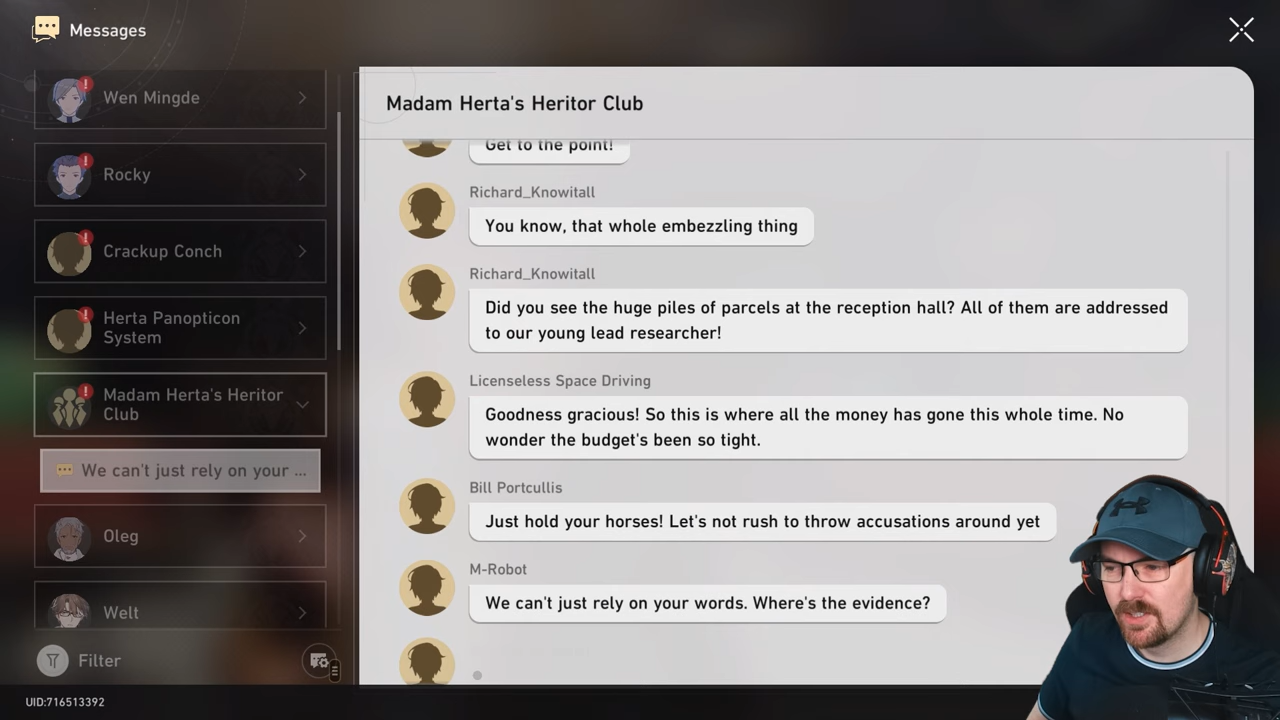 Messages
Wen Mingde
Rocky
Crackup Conch
Herta Panopticon
System
Madam Herta's Heritor
Club
We can't just rely on your ...
Oleg
Welt
Filter
UID:716513392
Madam Herta's Heritor Club
Get to the point!
Richard_Knowitall
You know, that whole embezzling thing
Richard_Knowitall
Did you see the huge piles of parcels at the reception hall? All of them are addressed
to our young lead researcher!
Licenseless Space Driving
Goodness gracious! So this is where all the money has gone this whole time. No
wonder the budget's been so tight.
Bill Portcullis
Just hold your horses! Let's not rush to throw accusations around yet
M-Robot
We can't just rely on your words. Where's the evidence?